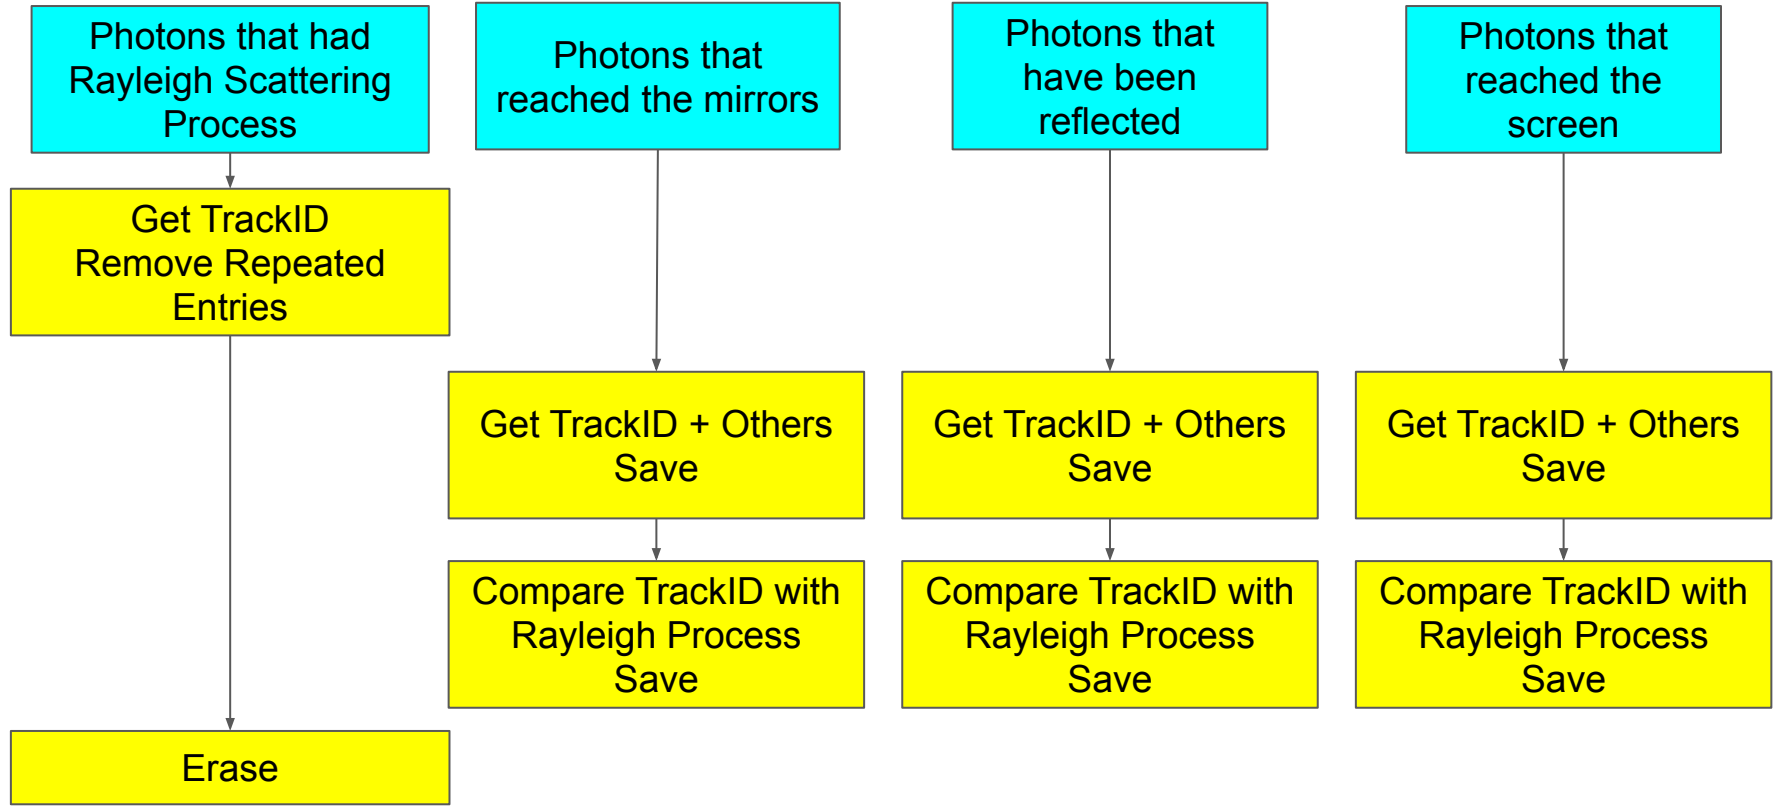 Photons that had
Rayleigh Scattering
Process
Photons that
reached the mirrors
Photons that
have been
reflected
Photons that
reached the
screen
Get TrackID
Remove Repeated
Entries
Get TrackID + Others
Save
Get TrackID + Others
Save
Get TrackID + Others
Save
Compare TrackID with
Rayleigh Process
Save
Compare TrackID with
Rayleigh Process
Save
Compare TrackID with
Rayleigh Process
Save
Erase